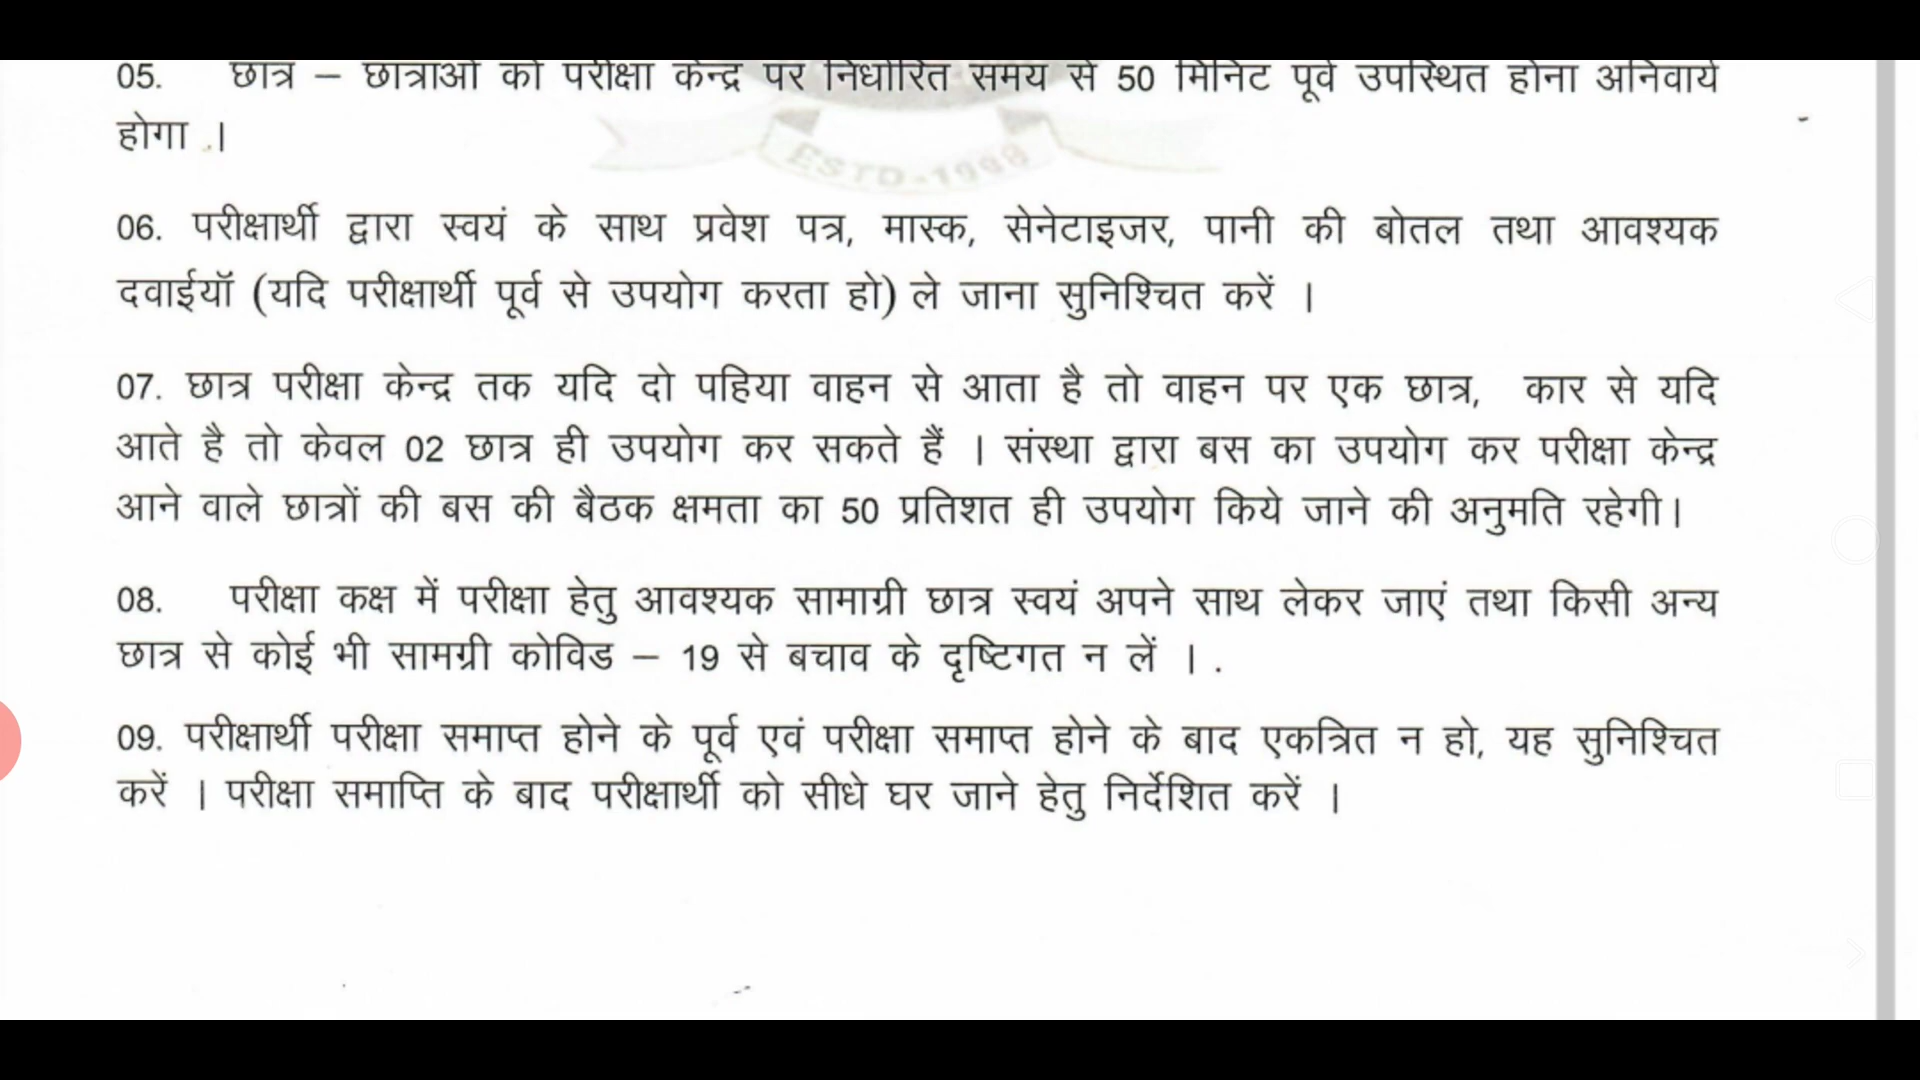 05. छात्र – छात्राओं को परीक्षा केन्द्र पर निर्धारित समय से 50 मिनिट पूर्व उपस्थित होना अनिवार्य
होगा .।
ESTD-1988
06. परीक्षार्थी द्वारा स्वयं के साथ प्रवेश पत्र, मास्क, सेनेटाइजर, पानी की बोतल तथा आवश्यक
दवाईयॉ (यदि परीक्षार्थी पूर्व से उपयोग करता हो) ले जाना सुनिश्चित करें ।
07. छात्र परीक्षा केन्द्र तक यदि दो पहिया वाहन से आता है तो वाहन पर एक छात्र, कार से यदि
आते है तो केवल 02 छात्र ही उपयोग कर सकते हैं । संस्था द्वारा बस का उपयोग कर परीक्षा केन्द्र
आने वाले छात्रों की बस की बैठक क्षमता का 50 प्रतिशत ही उपयोग किये जाने की अनुमति रहेगी।
08. परीक्षा कक्ष में परीक्षा हेतु आवश्यक सामाग्री छात्र स्वयं अपने साथ लेकर जाएं तथा किसी अन्य
छात्र से कोई भी सामग्री कोविड – 19 से बचाव के दृष्टिगत न लें ।.
09. परीक्षार्थी परीक्षा समाप्त होने के पूर्व एवं परीक्षा समाप्त होने के बाद एकत्रित न हो, यह सुनिश्चित
करें । परीक्षा समाप्ति के बाद परीक्षार्थी को सीधे घर जाने हेतु निर्देशित करें ।